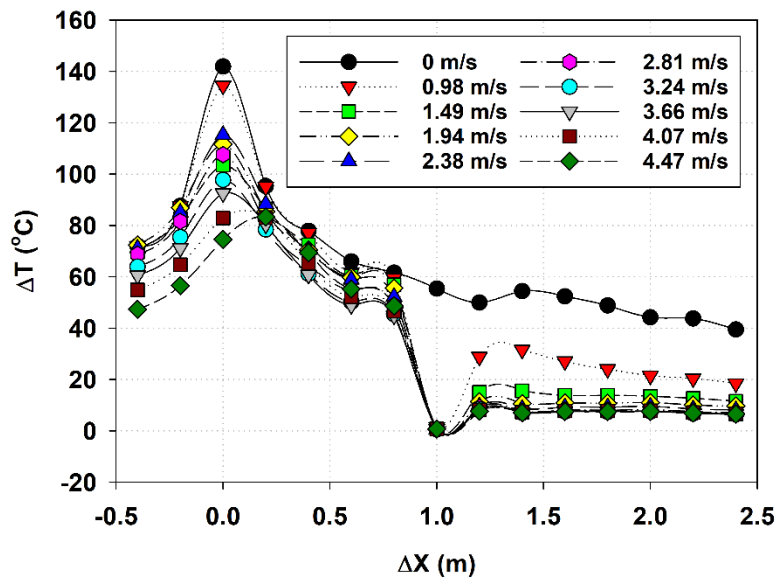 160
140
120
100
80
60
40
20
0
-20
ΔT (°C)
0 m/s
0.98 m/s
1.49 m/s
1.94 m/s
2.38 m/s
2.81 m/s
3.24 m/s
3.66 m/s
4.07 m/s
4.47 m/s
-0.5 0.0 0.5 1.0 1.5 2.0 2.5
ΔX (m)